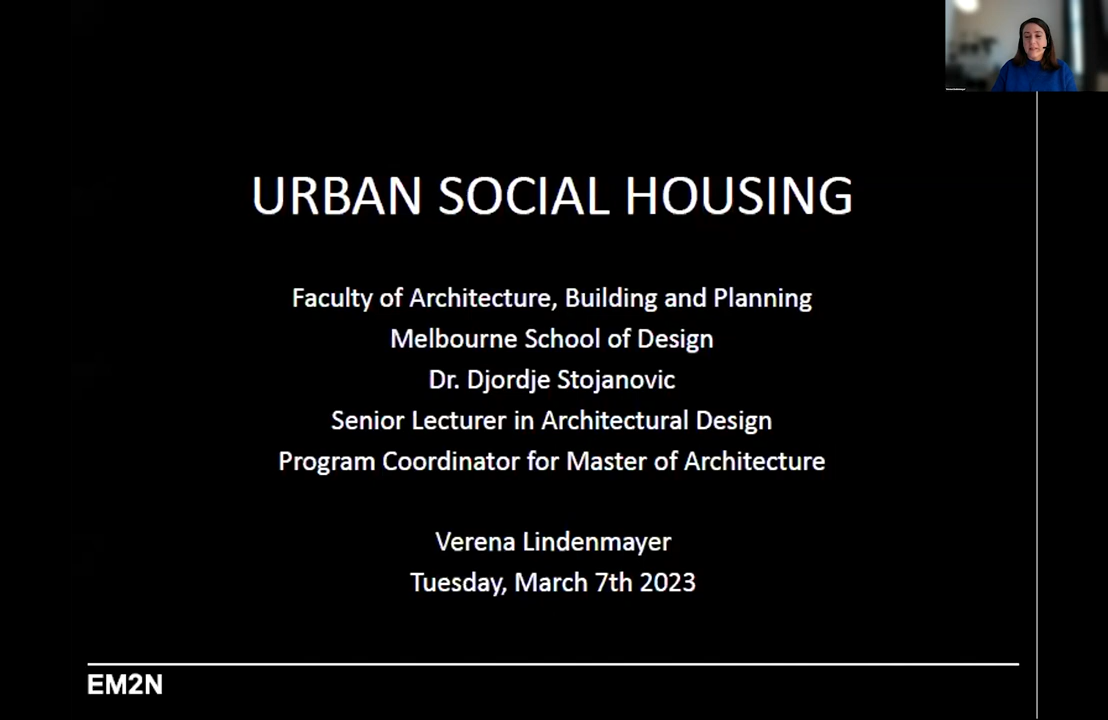 URBAN SOCIAL HOUSING
Faculty of Architecture, Building and Planning
Melbourne School of Design
Dr. Djordje Stojanovic
Senior Lecturer in Architectural Design
Program Coordinator for Master of Architecture
Verena Lindenmayer
Tuesday, March 7th 2023
EM2N